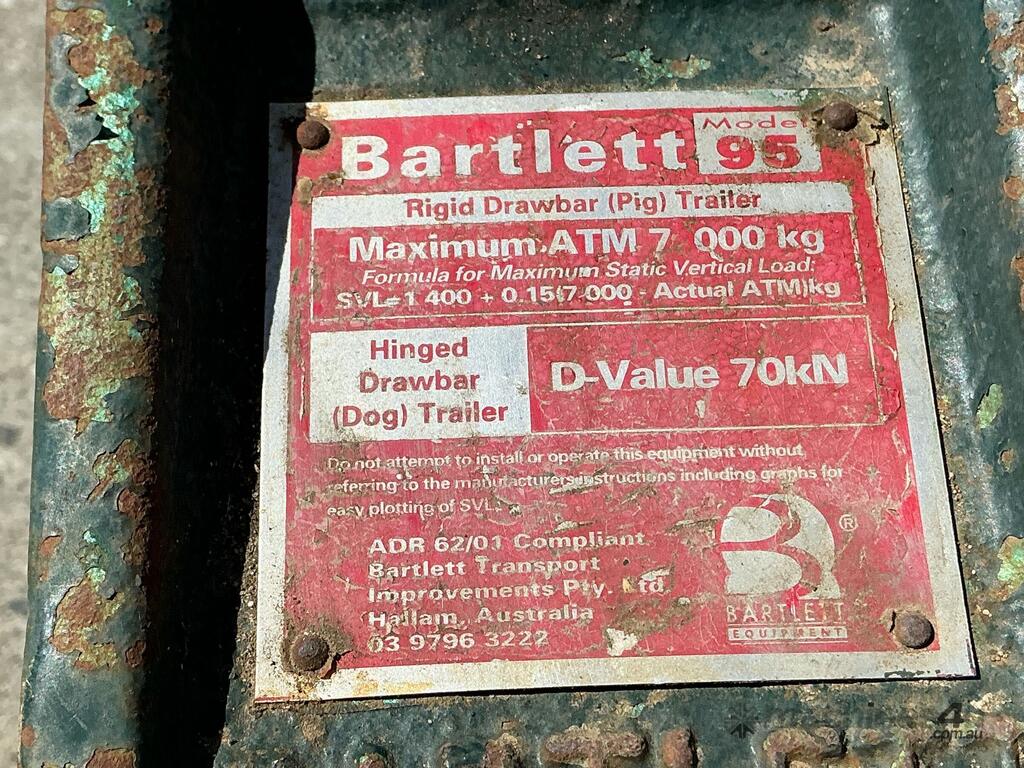 Bartlett Model
95
Rigid Drawbar (Pig) Trailer
Maximum ATM 7 000 kg
Formula for Maximum Static Vertical Load:
SVL=1 400 + 0.15(7 000 - Actual ATM)kg
Hinged
Drawbar
(Dog) Trailer
D-Value 70kN
Do not attempt to install or operate this equipment without
referring to the manufacturers instructions including graphs for
easy plotting of SVL.
ADR 62/01 Compliant
Bartlett Transport
Improvements Pty. Ltd.
Hallam, Australia
03 9796 3222
®
BARTLETT
EQUIPMENT
4
.com.au